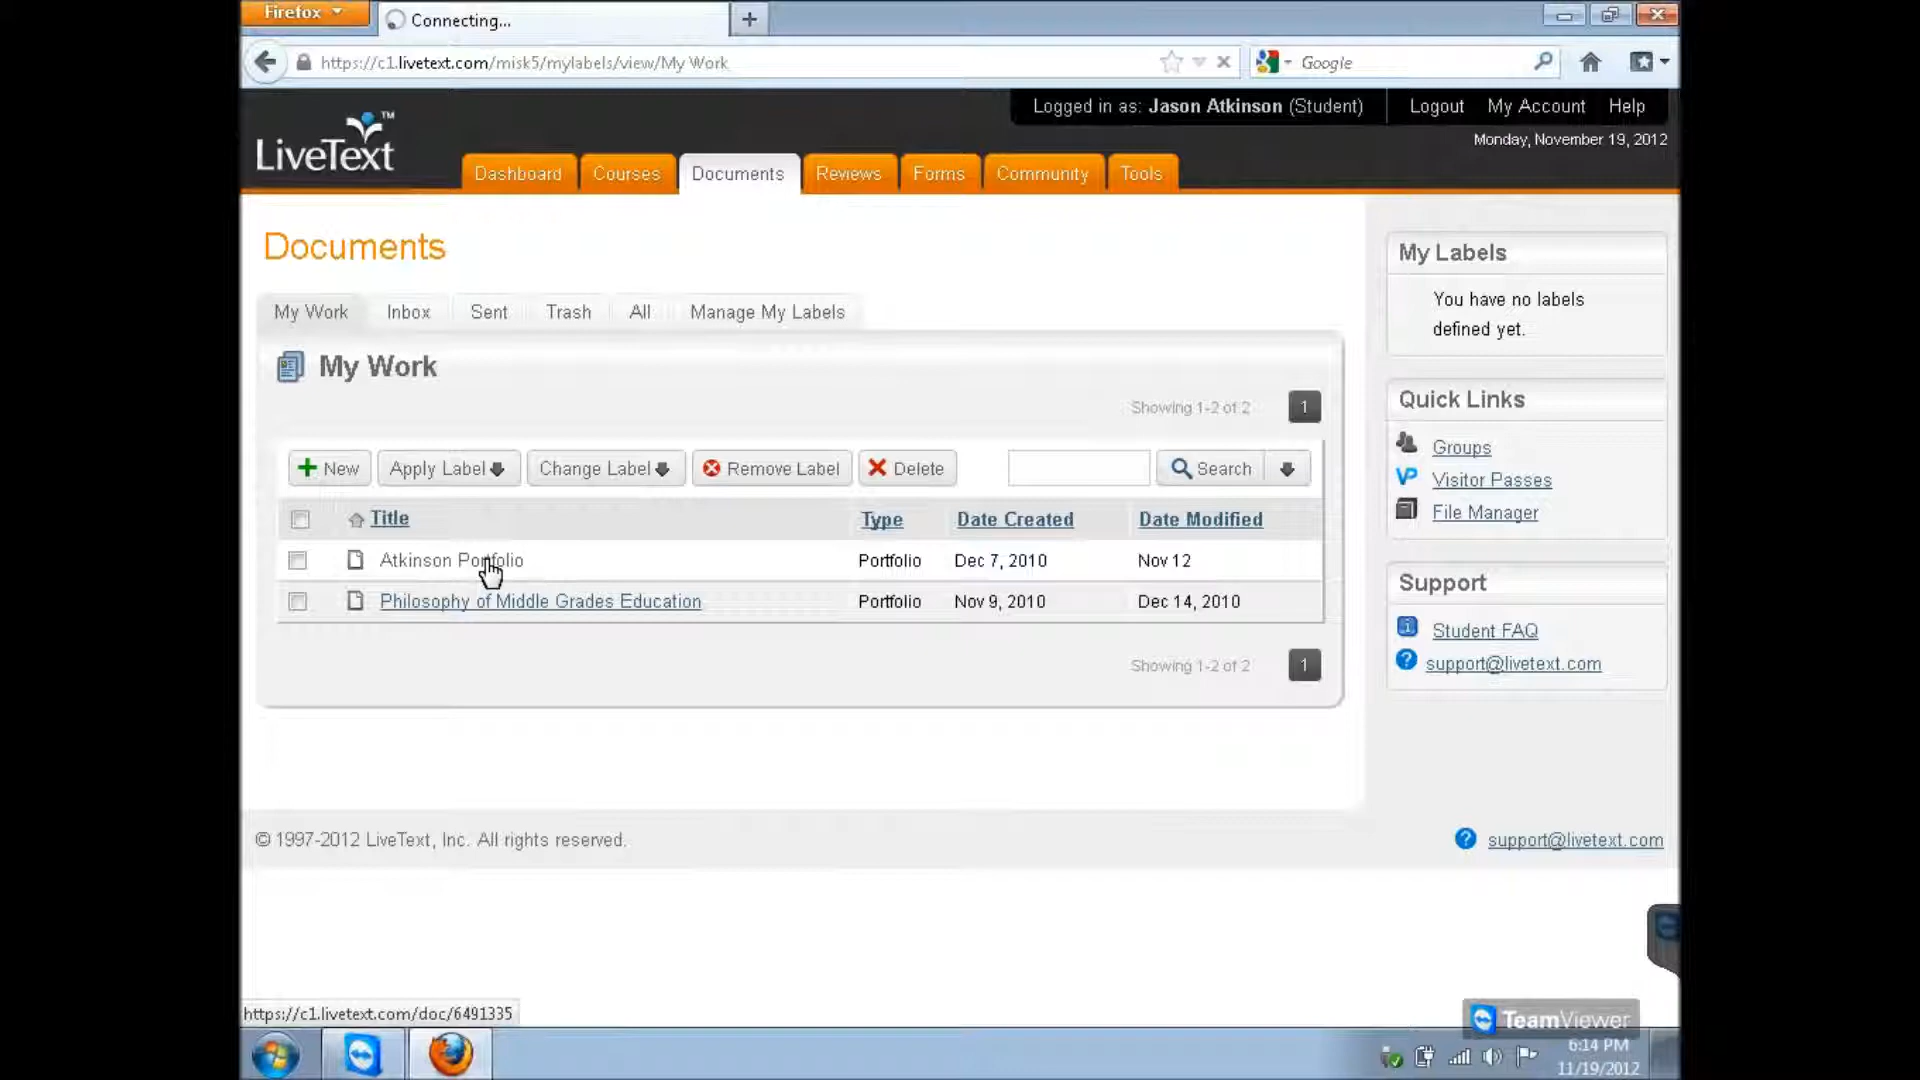 Firefox
Connecting...
https://c1.livetext.com/misk5/mylabels/view/My Work
Google
Logged in as: Jason Atkinson (Student)
Logout
My Account
Help
Monday, November 19, 2012
LiveText™
Dashboard
Courses
Documents
Reviews
Forms
Community
Tools
Documents
My Work
Inbox
Sent
Trash
All
Manage My Labels
My Work
Showing 1-2 of 2
1
New
Apply Label
Change Label
Remove Label
Delete
Search
Title
Type
Date Created
Date Modified
Atkinson Portfolio
Portfolio
Dec 7, 2010
Nov 12
Philosophy of Middle Grades Education
Portfolio
Nov 9, 2010
Dec 14, 2010
Showing 1-2 of 2
1
My Labels
You have no labels
defined yet.
Quick Links
Groups
VP
Visitor Passes
File Manager
Support
Student FAQ
support@livetext.com
© 1997-2012 LiveText, Inc. All rights reserved.
support@livetext.com
https://c1.livetext.com/doc/6491335
TeamViewer
6:14 PM
11/19/2012